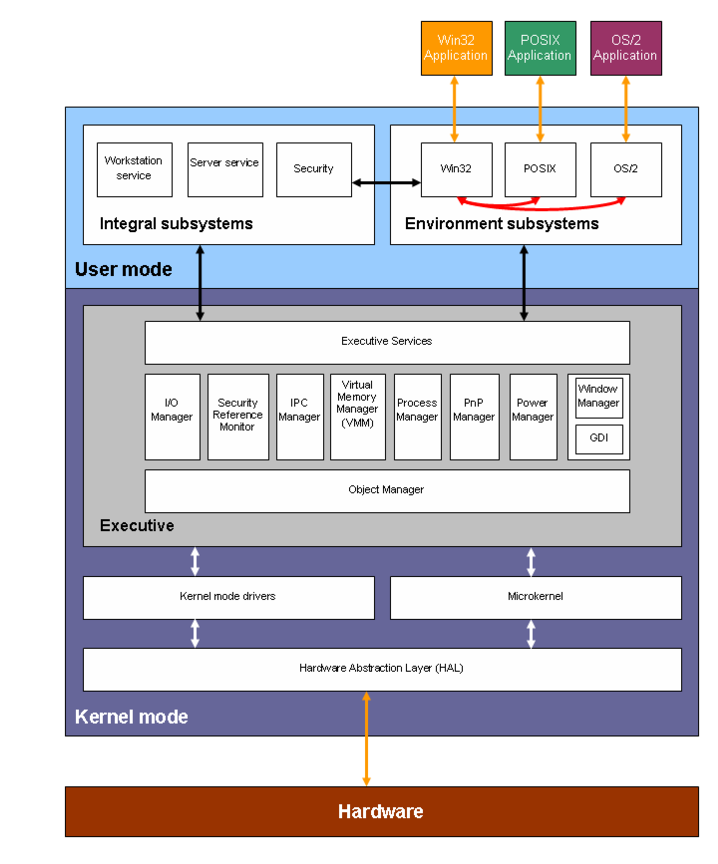 Win32
Application
POSIX
Application
OS/2
Application
Workstation
service
Server service
Security
Win32
POSIX
OS/2
Integral subsystems
Environment subsystems
User mode
Executive Services
I/O
Manager
Security
Reference
Monitor
IPC
Manager
Virtual
Memory
Manager
(VMM)
Process
Manager
PnP
Manager
Power
Manager
Window
Manager
GDI
Object Manager
Executive
Kernel mode drivers
Microkernel
Hardware Abstraction Layer (HAL)
Kernel mode
Hardware